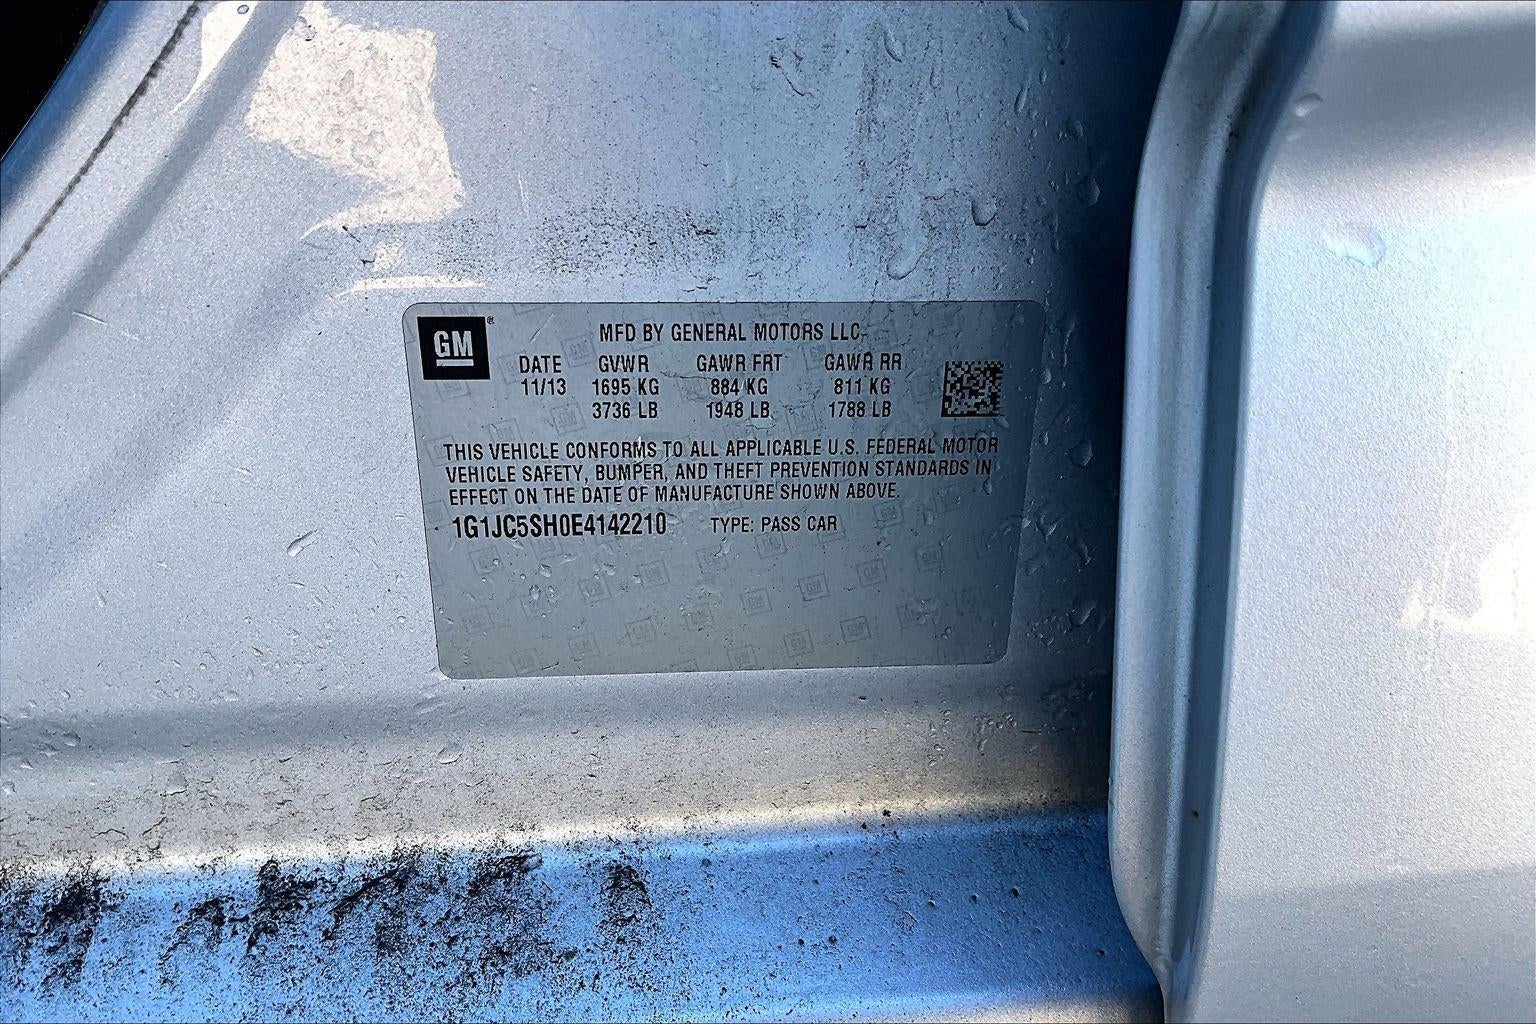 GM ®
MFD BY GENERAL MOTORS LLC
DATE GVWR GAWR FRT GAWR RR
11/13 1695 KG 884 KG 811 KG
3736 LB 1948 LB 1788 LB
THIS VEHICLE CONFORMS TO ALL APPLICABLE U.S. FEDERAL MOTOR
VEHICLE SAFETY, BUMPER, AND THEFT PREVENTION STANDARDS IN
EFFECT ON THE DATE OF MANUFACTURE SHOWN ABOVE.
1G1JC5SH0E4142210 TYPE: PASS CAR